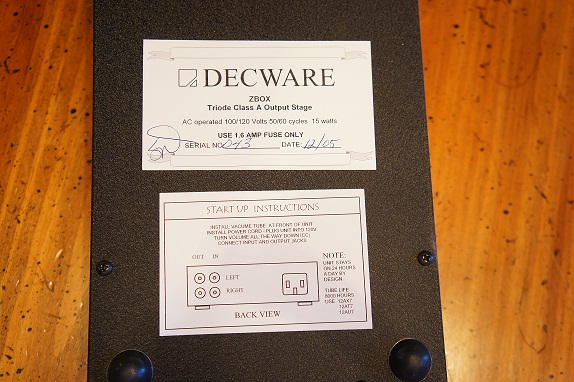 DECWARE
ZBOX
Triode Class A Output Stage
AC operated 100/120 Volts 50/60 cycles 15 watts
USE 1.6 AMP FUSE ONLY
SERIAL NO. 043 DATE: 12/05
START UP INSTRUCTIONS
INSTALL VACUME TUBE AT FRONT OF UNIT
INSTALL POWER CORD - PLUG UNIT INTO 120V
TURN VOLUME ALL THE WAY DOWN (CC)
CONNECT INPUT AND OUTPUT JACKS
OUT IN
LEFT
RIGHT
BACK VIEW
NOTE:
UNIT STAYS
ON 24 HOURS
A DAY BY
DESIGN.
TUBE LIFE
8000 HOURS
USE 12AX7
12AT7
12AU7